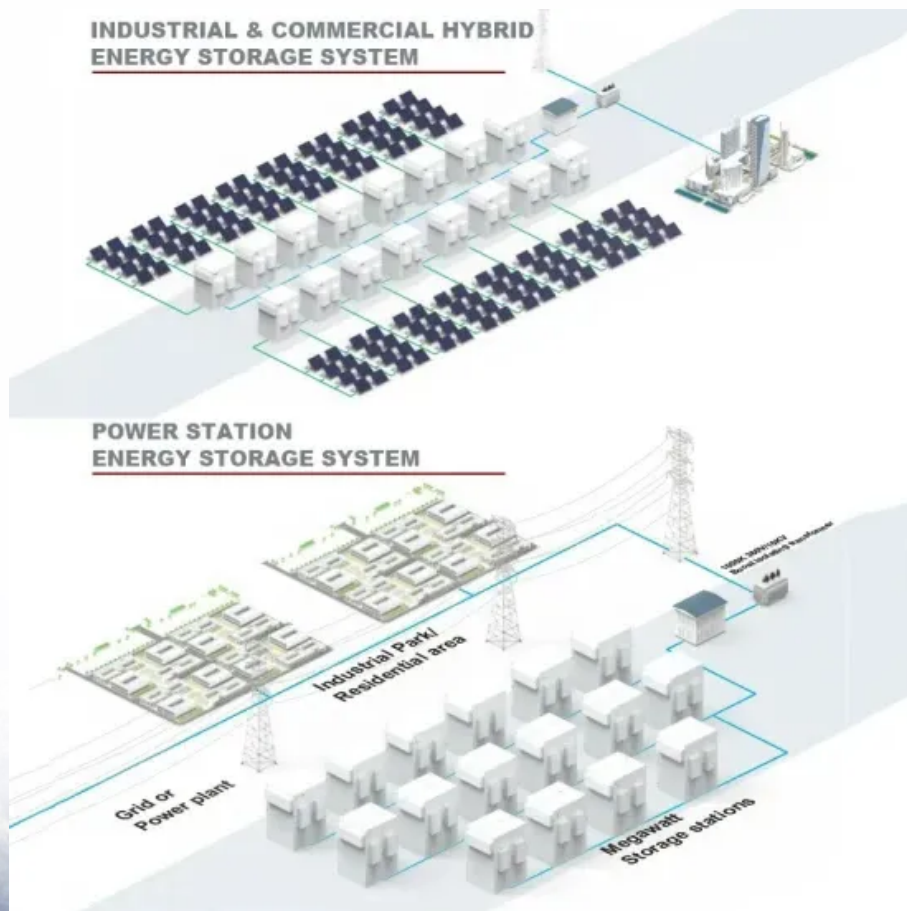 INDUSTRIAL & COMMERCIAL HYBRID
ENERGY STORAGE SYSTEM
POWER STATION
ENERGY STORAGE SYSTEM
Industrial Park/
Residential area
Grid or
Power plant
Megawatt
Storage stations